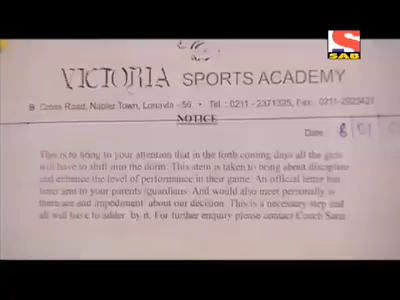 SAB
VICTORIA SPORTS ACADEMY
B Cross Road, Nabler Town, Lonavla - 56. • Tel : 0211 - 2371335, Fax: 0211-2923421
NOTICE
Date
This is to bring to your attention that in the forth coming days all the girls
will have to shift into the dorm. This step is taken to bring about discipline
and enhance the level of performance in their game. An official letter has
been sent to your parents /guardians. And would also meet personally is
there are and impediment about our decision. This is a necessary step and
all will have to adder by it. For further enquiry please contact Coach Sara